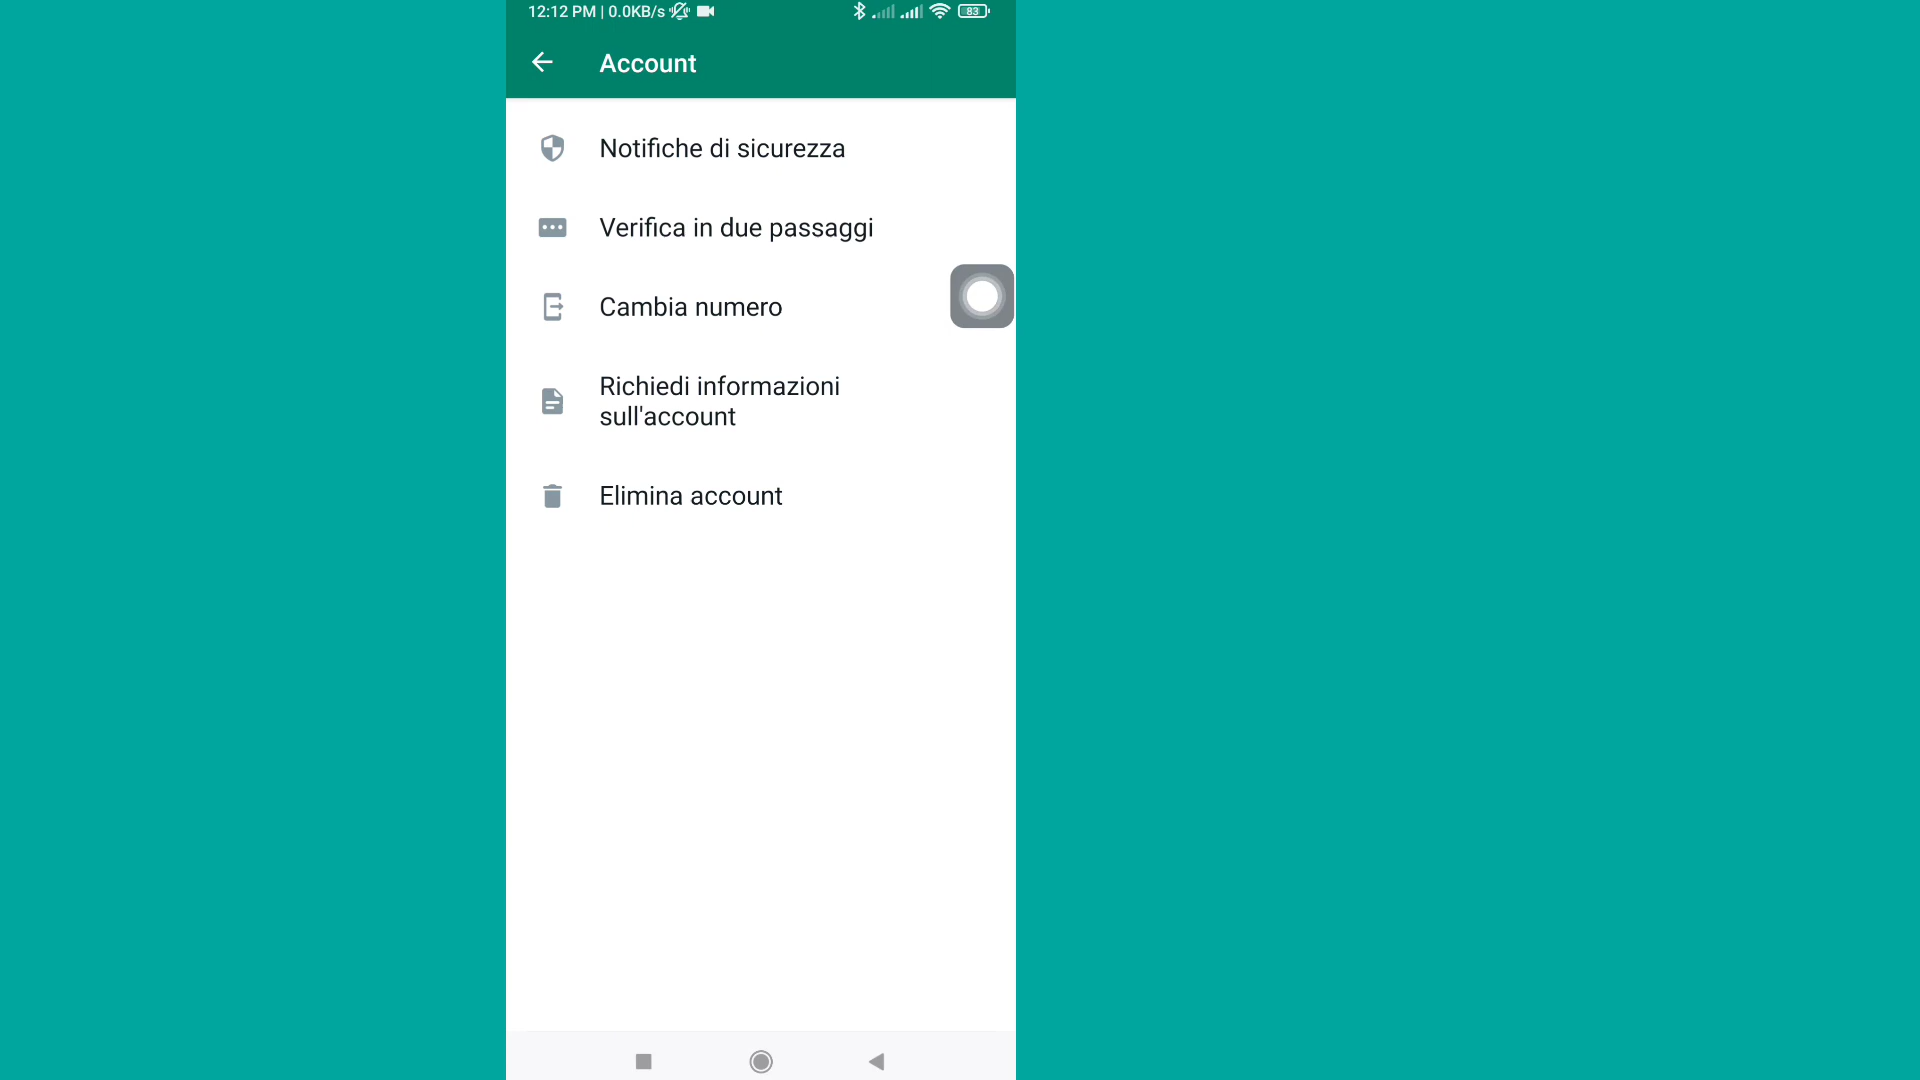 12:12 PM | 0.0KB/s 83
Account
Notifiche di sicurezza
Verifica in due passaggi
Cambia numero
Richiedi informazioni
sull'account
Elimina account